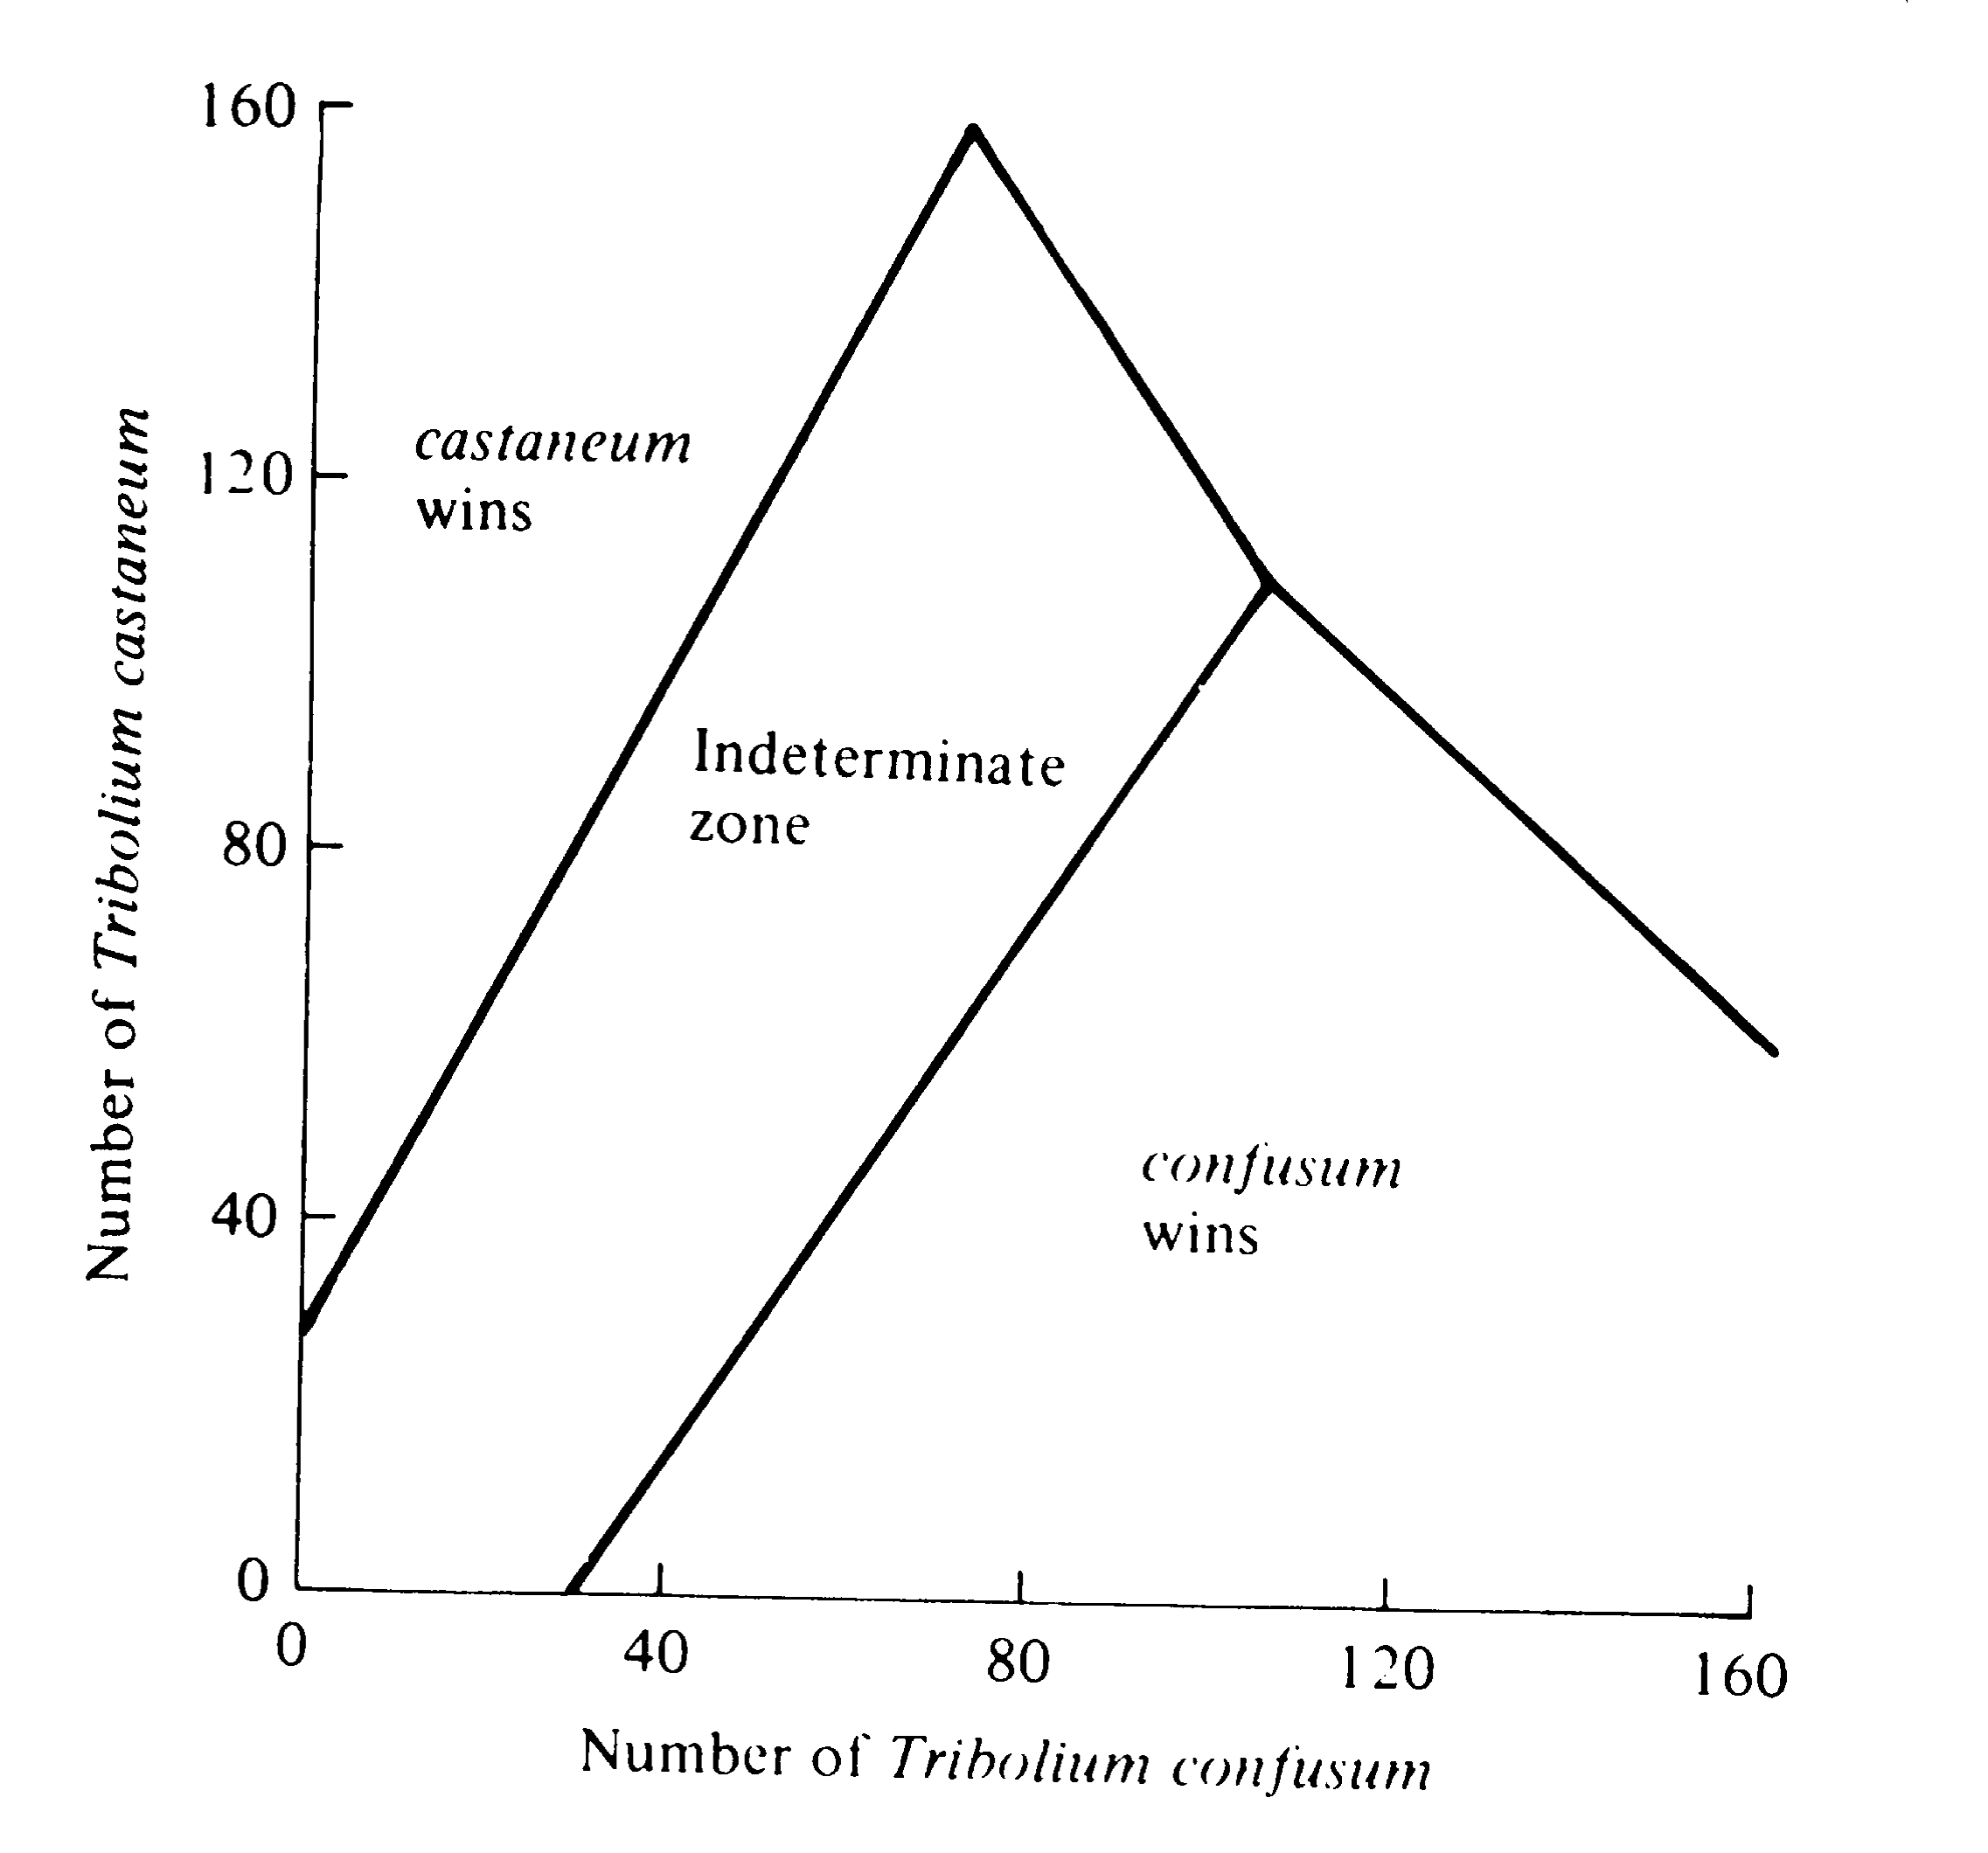 160
120
80
40
0
Number of Tribolium castaneum
castaneum
wins
Indeterminate
zone
confusum
wins
0
40
80
120
160
Number of Tribolium confusum